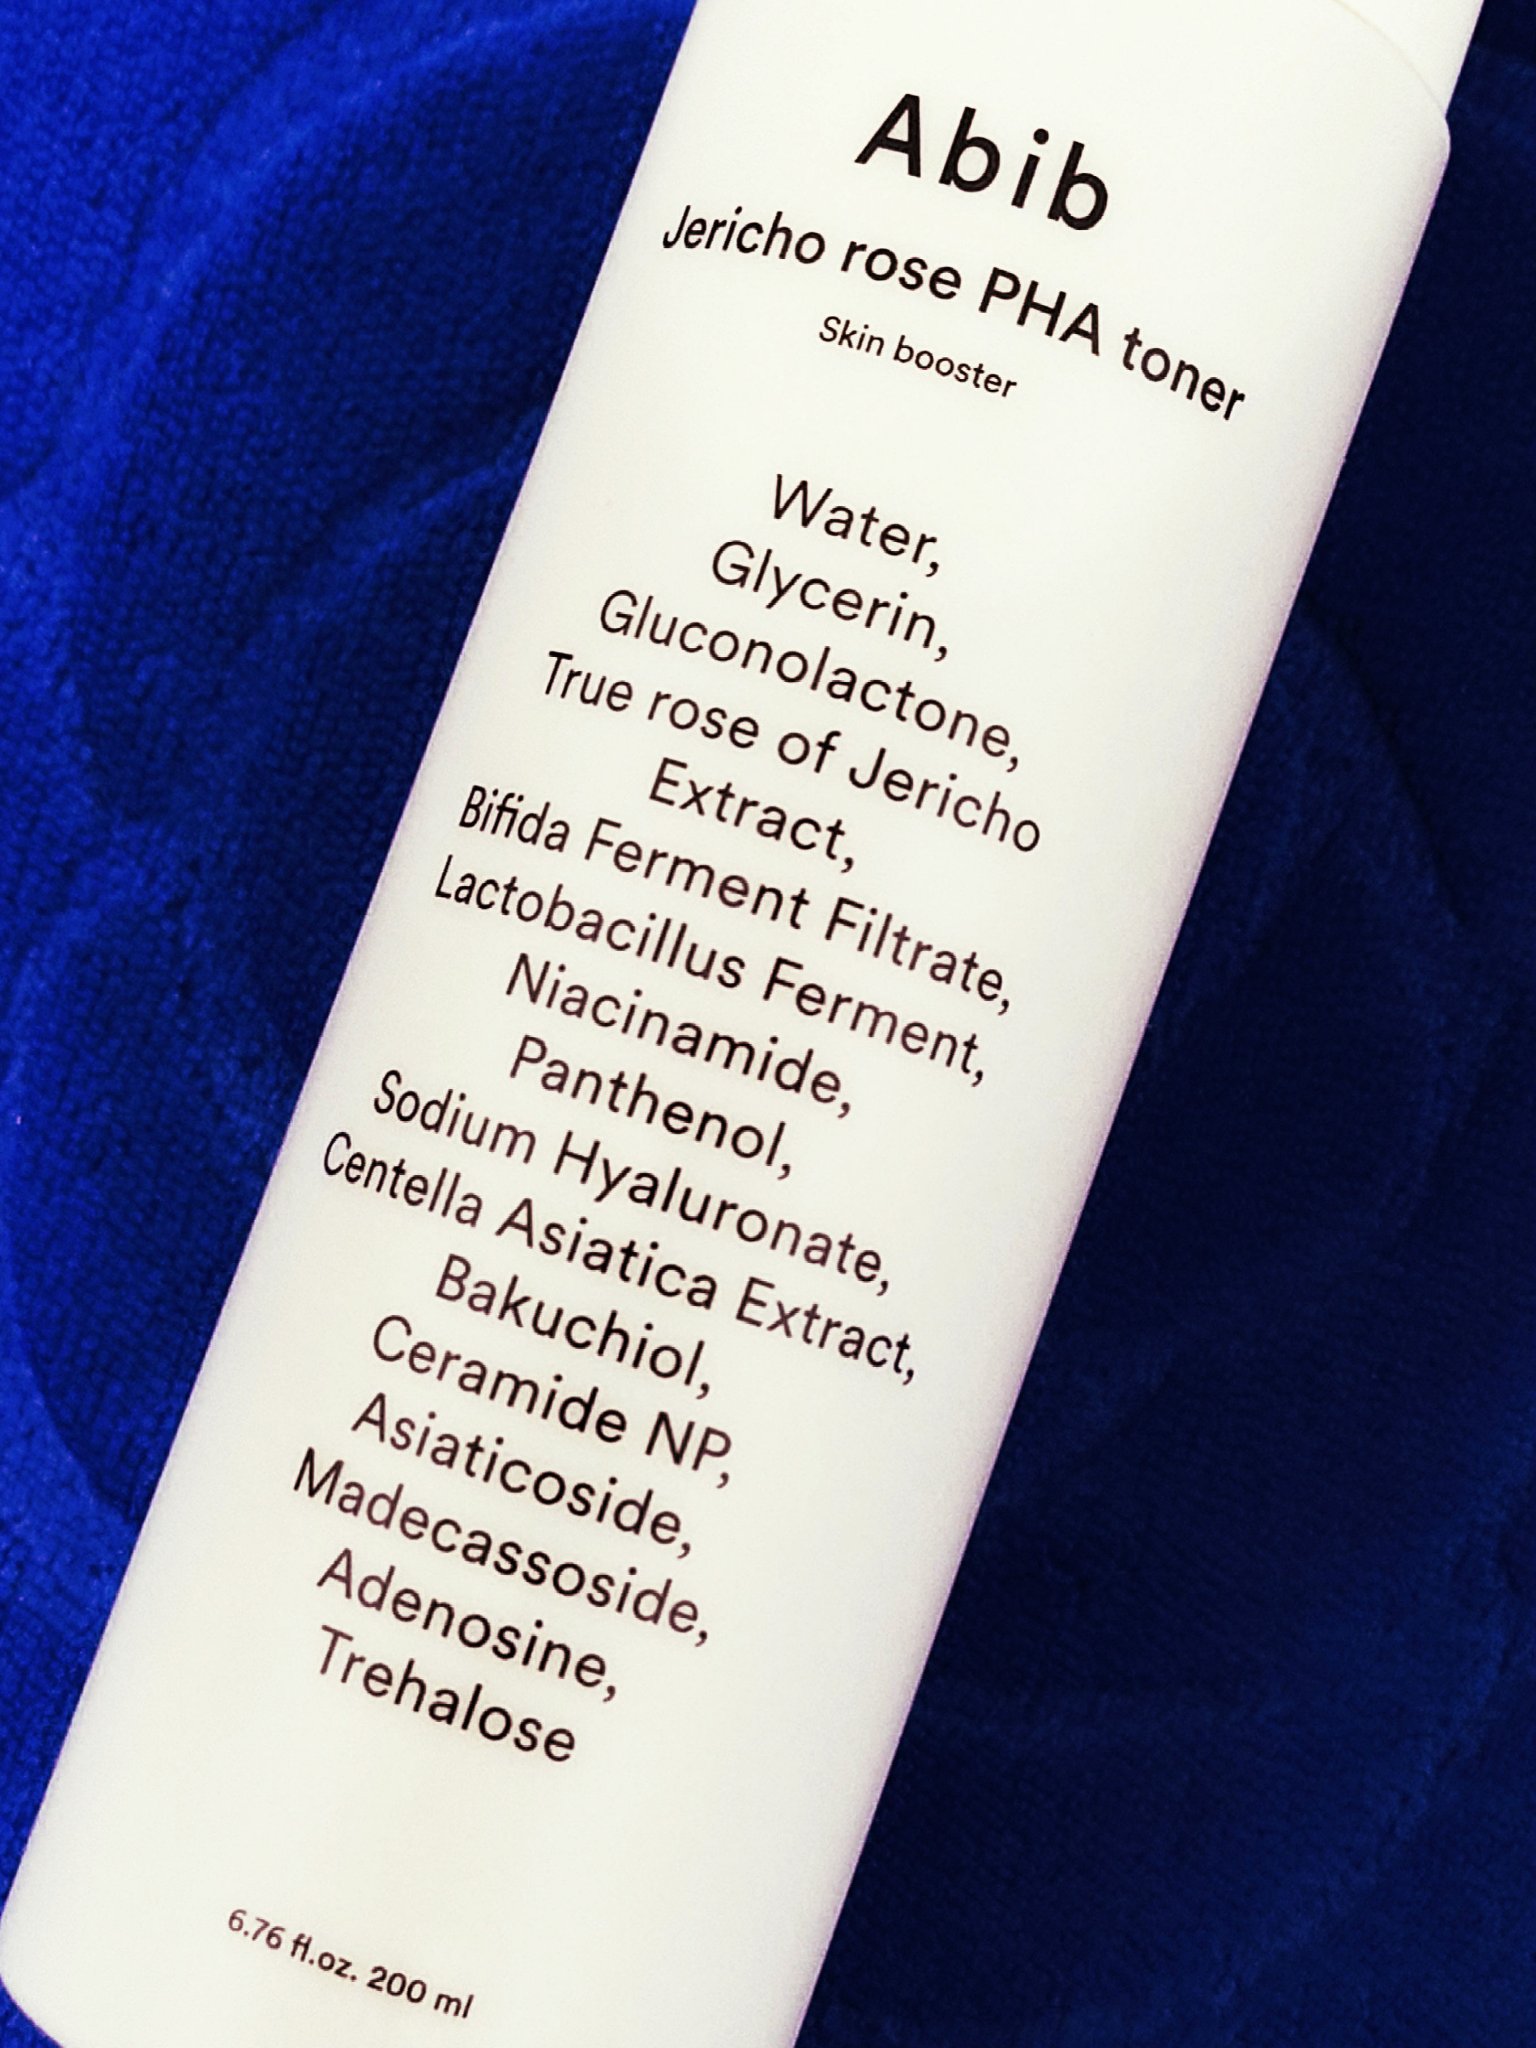 Abib
Jericho rose PHA toner
Skin booster
Water,
Glycerin,
Gluconolactone,
True rose of Jericho
Extract,
Bifida Ferment Filtrate,
Lactobacillus Ferment,
Niacinamide,
Panthenol,
Sodium Hyaluronate,
Centella Asiatica Extract,
Bakuchiol,
Ceramide NP,
Asiaticoside,
Madecassoside,
Adenosine,
Trehalose
6.76 fl.oz. 200 ml